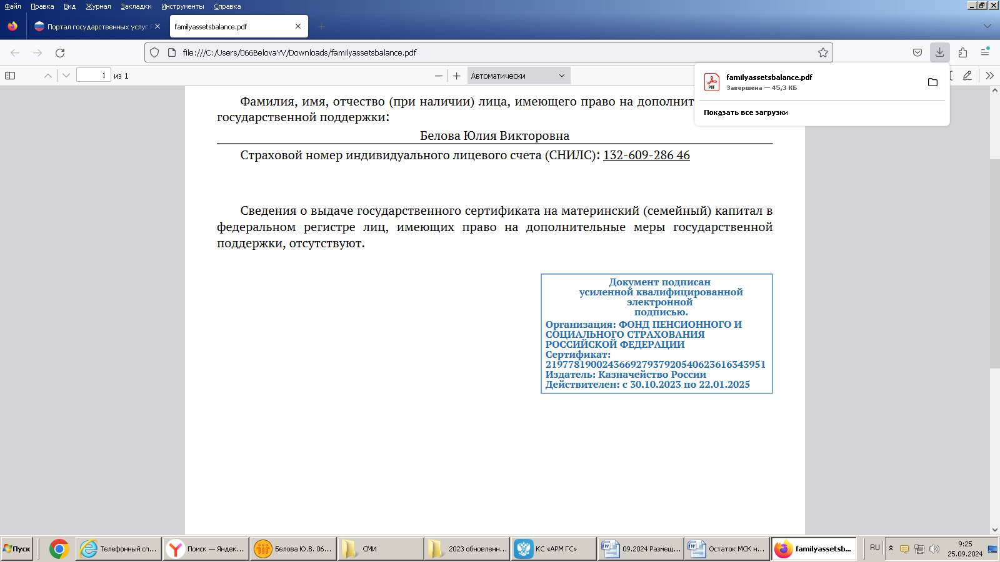 Файл Правка Вид Журнал Закладки Инструменты Справка
Портал государственных услуг
familyassetsbalance.pdf
file:///C:/Users/066BelovaYV/Downloads/familyassetsbalance.pdf
1 из 1
Автоматически
familyassetsbalance.pdf
Завершена — 45,3 КБ
Показать все загрузки
PDF
Фамилия, имя, отчество (при наличии) лица, имеющего право на дополнит
государственной поддержки:
Белова Юлия Викторовна
Страховой номер индивидуального лицевого счета (СНИЛС): 132-609-286 46
Сведения о выдаче государственного сертификата на материнский (семейный) капитал в
федеральном регистре лиц, имеющих право на дополнительные меры государственной
поддержки, отсутствуют.
Документ подписан
усиленной квалифицированной
электронной
подписью.
Организация: ФОНД ПЕНСИОННОГО И
СОЦИАЛЬНОГО СТРАХОВАНИЯ
РОССИЙСКОЙ ФЕДЕРАЦИИ
Сертификат:
219778190024366927937920540623616343951
Издатель: Казначейство России
Действителен: с 30.10.2023 по 22.01.2025
Пуск
Телефонный сп...
Поиск — Яндек...
Белова Ю.В. 06...
СМИ
2023 обновленн...
КС «АРМ ГС»
09.2024 Размещ...
Остаток МСК н...
familyassetsb...
RU
9:25
25.09.2024